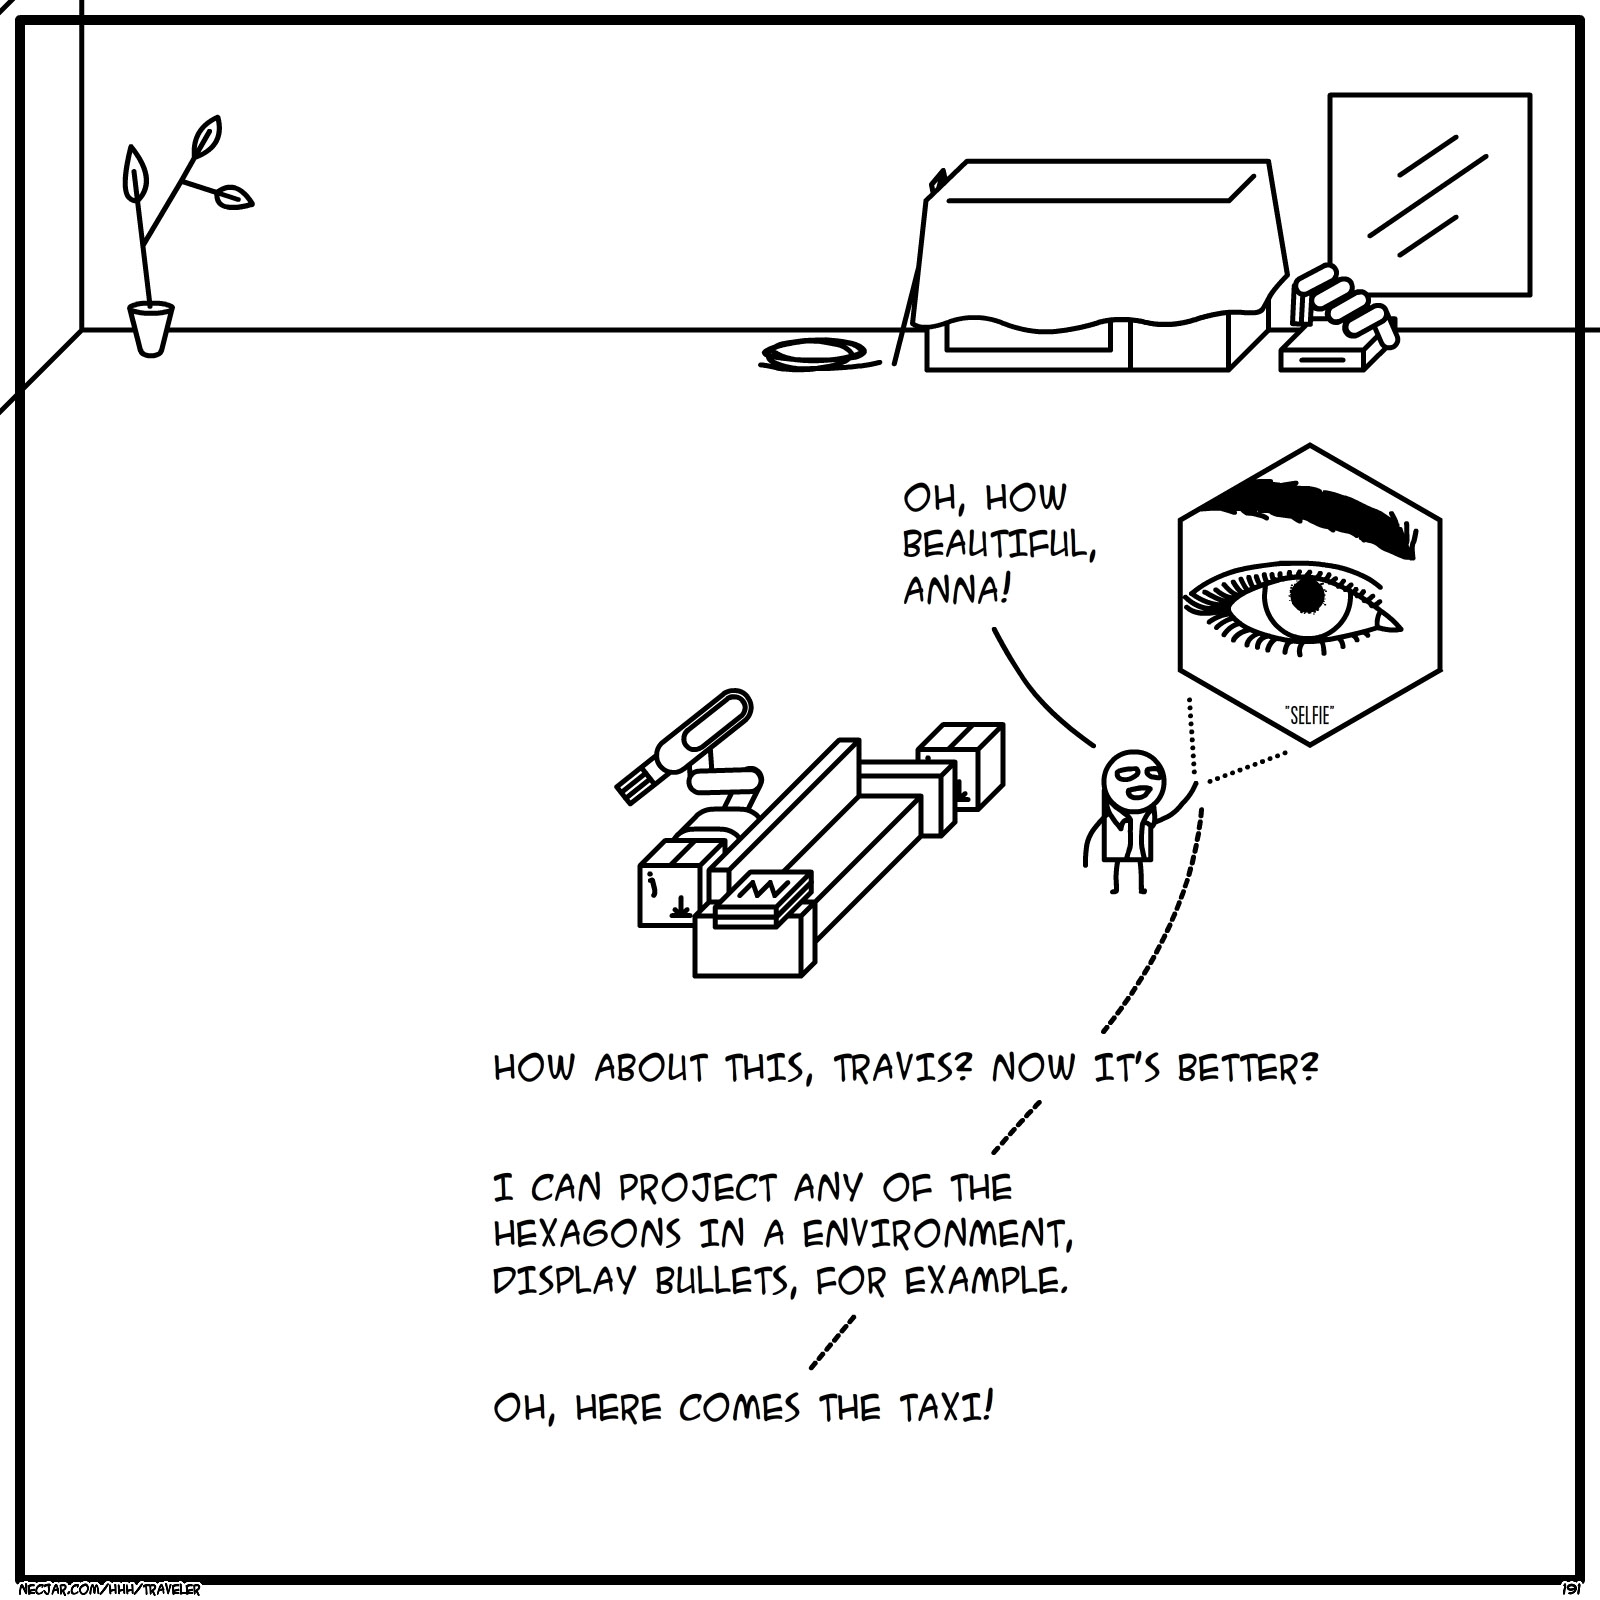 OH, HOW
BEAUTIFUL,
ANNA!
"SELFIE"
HOW ABOUT THIS, TRAVIS? NOW IT'S BETTER?
I CAN PROJECT ANY OF THE
HEXAGONS IN A ENVIRONMENT,
DISPLAY BULLETS, FOR EXAMPLE.
OH, HERE COMES THE TAXI!
NECJAR.COM/HHH/TRAVELER
191